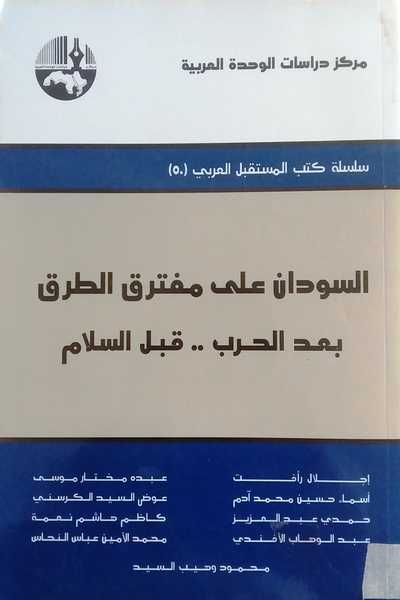 مركز دراسات الوحدة العربية
سلسلة كتب المستقبل العربي (٥٠)
السودان على مفترق الطرق
بعد الحرب .. قبل السلام
إجلال رأفت
عبده مختار موسى
أسماء حسين محمد آدم
عوض السيد الكرسني
حمدي عبد العزيز
كاظم هاشم نعمة
عبد الوهاب الأفندي
محمد الأمين عباس النحاس
محمود وهيب السيد